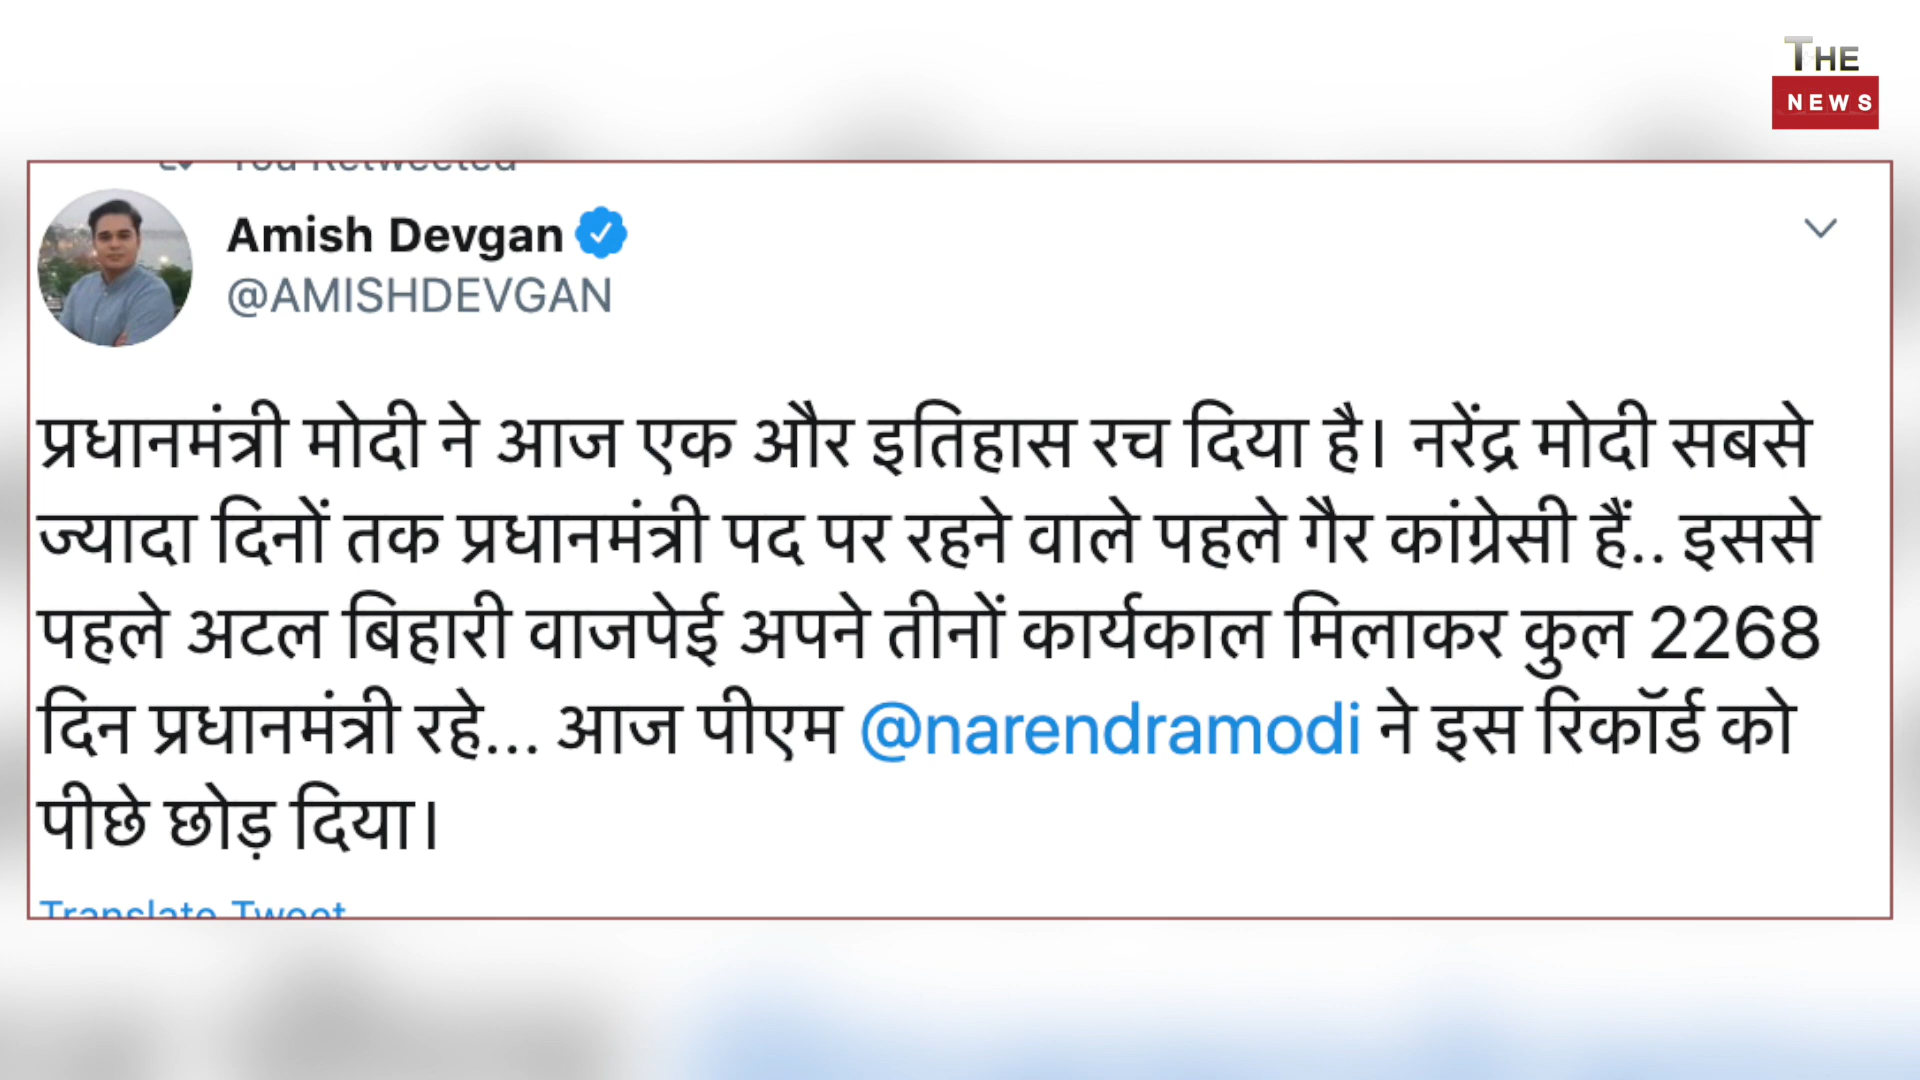 THE
NEWS
You Retweeted
Amish Devgan
@AMISHDEVGAN
प्रधानमंत्री मोदी ने आज एक और इतिहास रच दिया है। नरेंद्र मोदी सबसे
ज्यादा दिनों तक प्रधानमंत्री पद पर रहने वाले पहले गैर कांग्रेसी हैं.. इससे
पहले अटल बिहारी वाजपेई अपने तीनों कार्यकाल मिलाकर कुल 2268
दिन प्रधानमंत्री रहे... आज पीएम @narendramodi ने इस रिकॉर्ड को
पीछे छोड़ दिया।
Translate Tweet